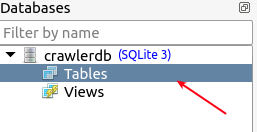 Databases
Filter by name
crawlerdb (SQLite 3)
Tables
Views